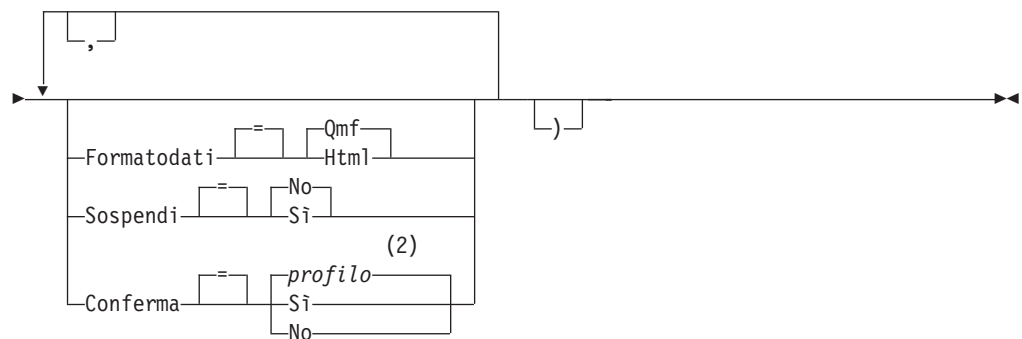 ,
= Qmf
Formatodati Html )
= No
Sospendi Sì
(2)
= profilo
Conferma Sì
No